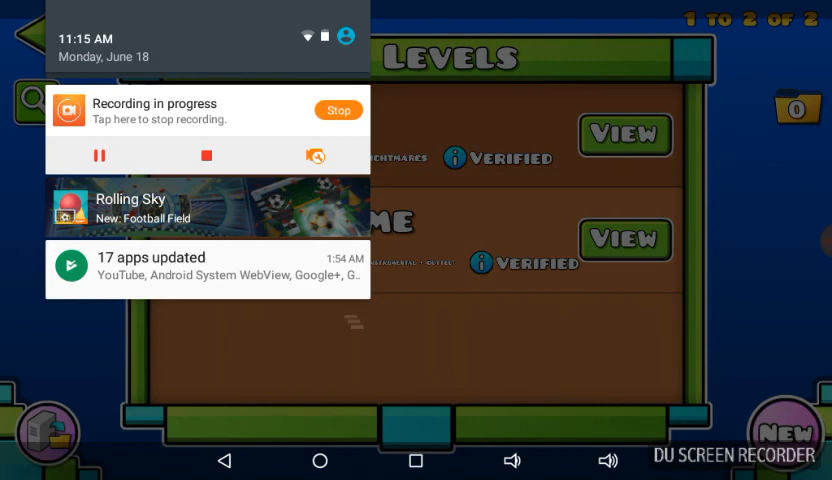 1 TO 2 OF 2
11:15 AM
Monday, June 18
LEVELS
Recording in progress
Tap here to stop recording.
Stop
0
VIEW
VERIFIED
Rolling Sky
New: Football Field
ME
VIEW
17 apps updated
1:54 AM
YouTube, Android System WebView, Google+, G..
VERIFIED
NEW
DU SCREEN RECORDER